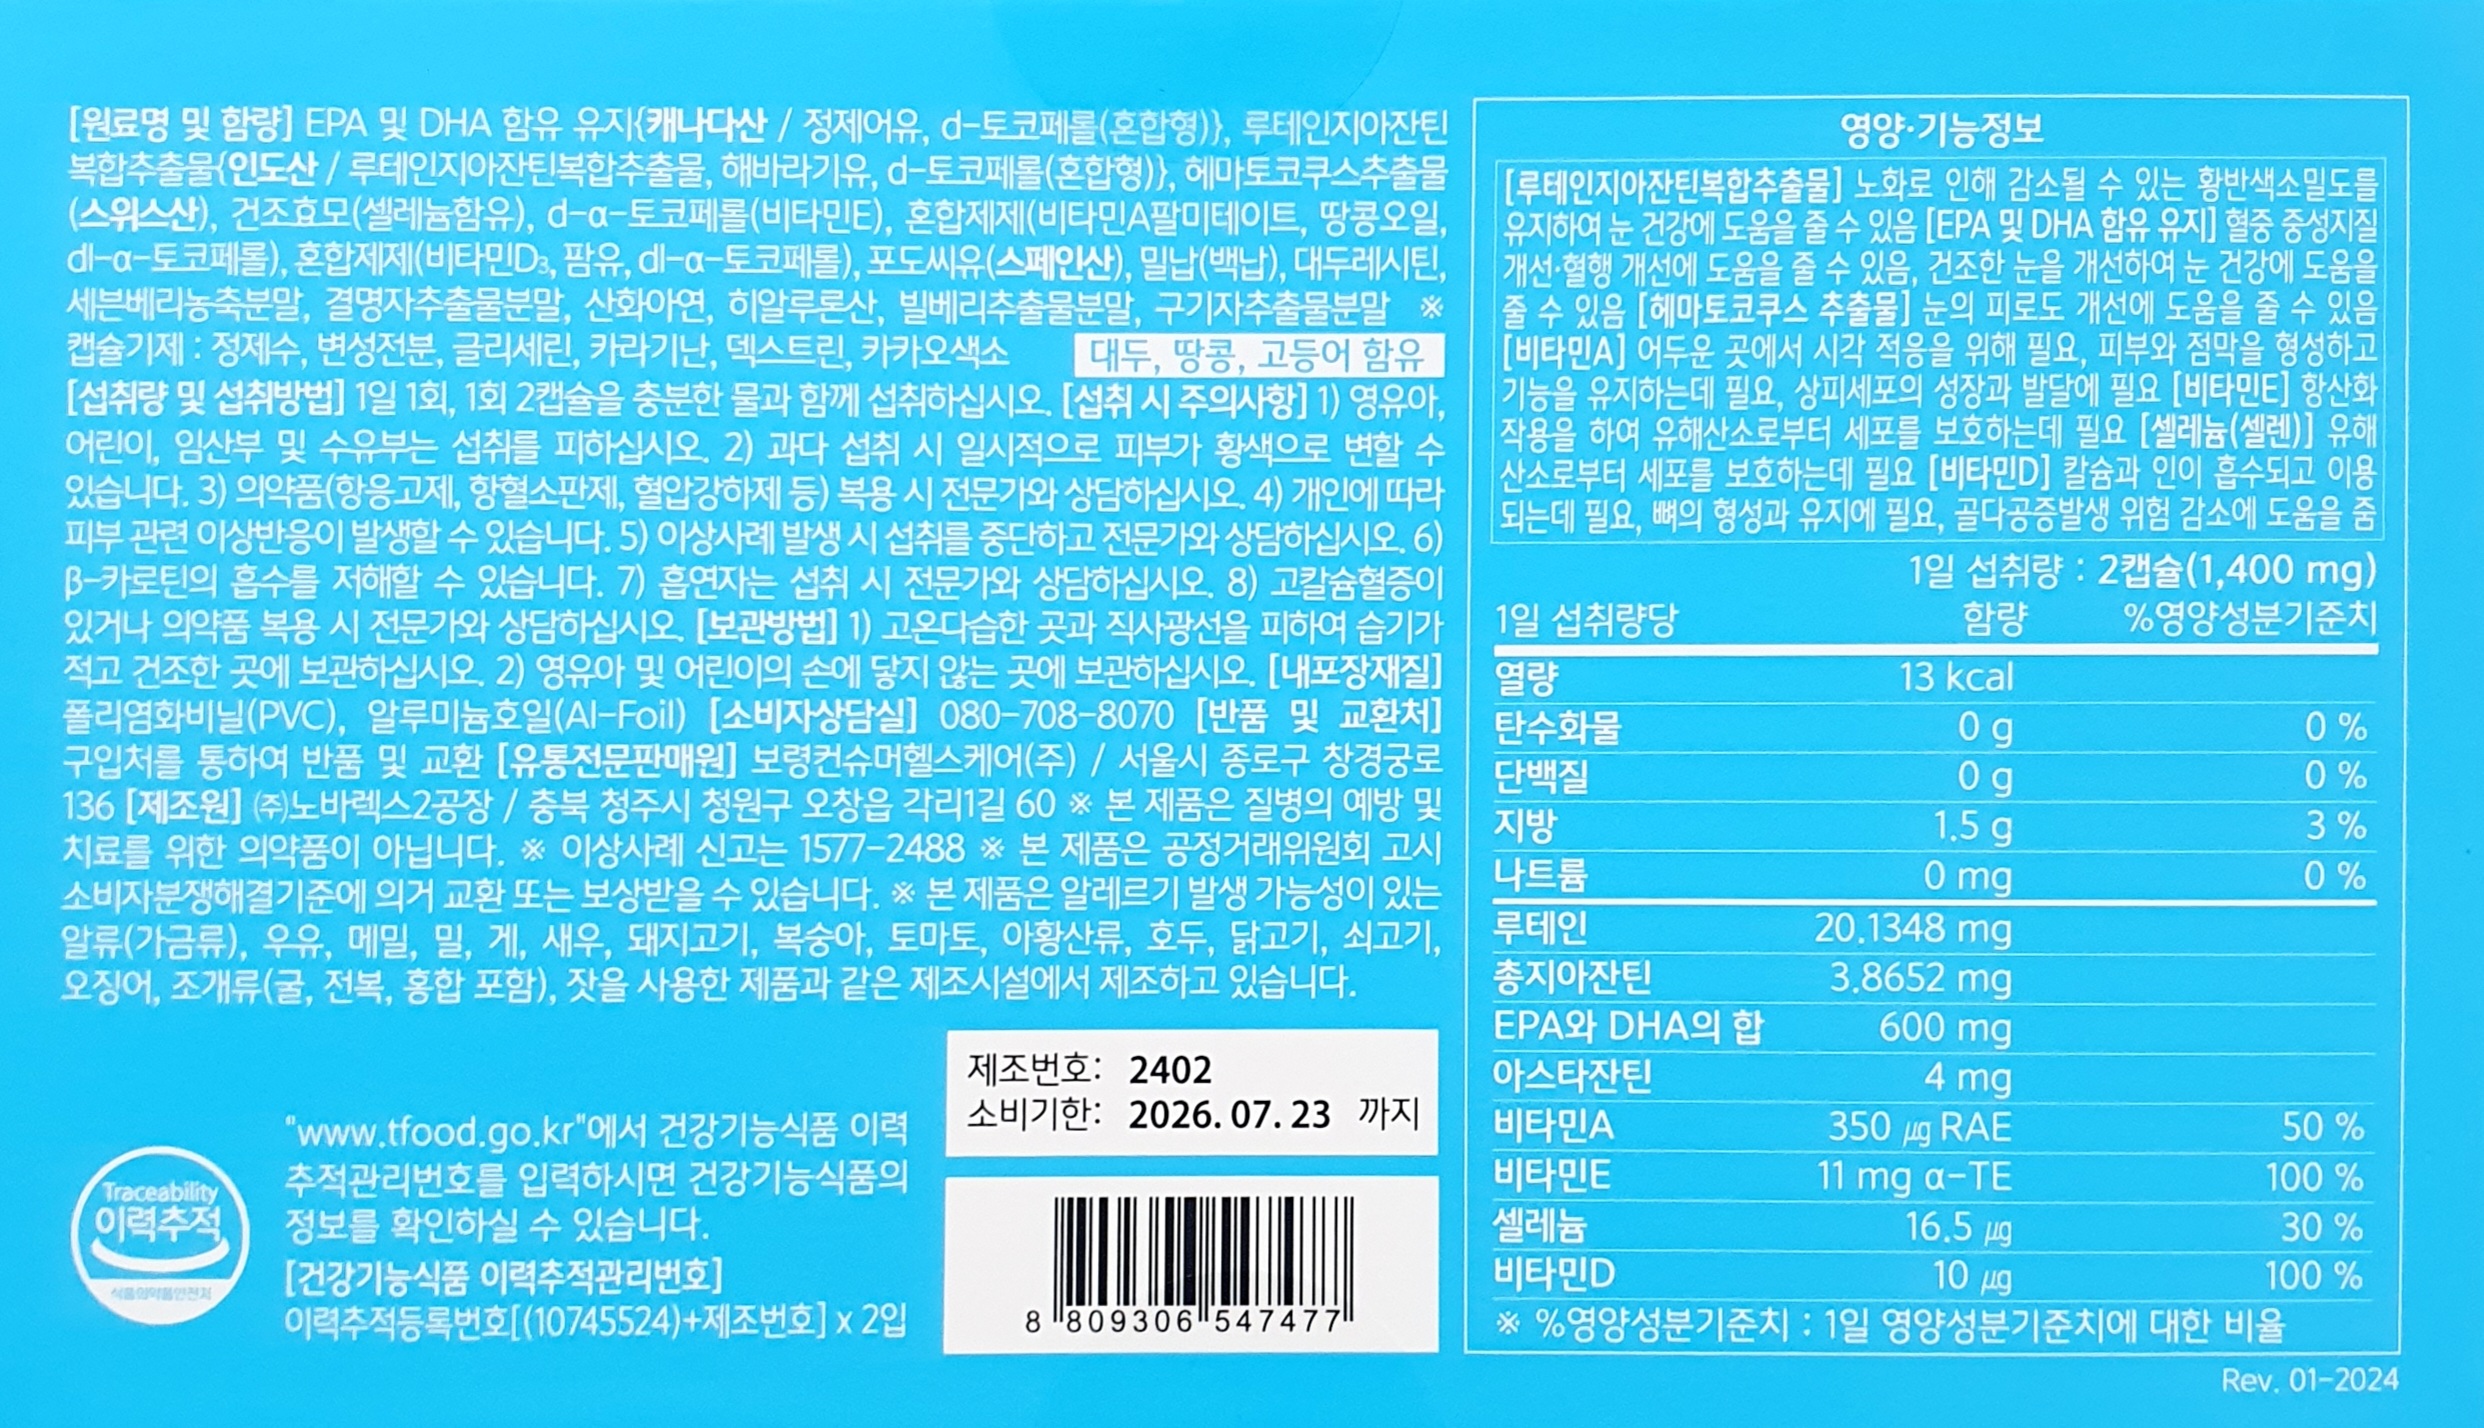 [원료명 및 함량] EPA 및 DHA 함유 유지{캐나다산 / 정제어유, d-토코페롤(혼합형)}, 루테인지아잔틴
복합추출물{인도산 / 루테인지아잔틴복합추출물, 해바라기유, d-토코페롤(혼합형)}, 헤마토코쿠스추출물
(스위스산), 건조효모(셀레늄함유), d-α-토코페롤(비타민E), 혼합제제(비타민A팔미테이트, 땅콩오일,
dl-α-토코페롤), 혼합제제(비타민D₃, 팜유, dl-α-토코페롤), 포도씨유(스페인산), 밀납(백납), 대두레시틴,
세븐베리농축분말, 결명자추출물분말, 산화아연, 히알루론산, 빌베리추출물분말, 구기자추출물분말 ※
캡슐기제 : 정제수, 변성전분, 글리세린, 카라기난, 덱스트린, 카카오색소 대두, 땅콩, 고등어 함유
[섭취량 및 섭취방법] 1일 1회, 1회 2캡슐을 충분한 물과 함께 섭취하십시오. [섭취 시 주의사항] 1) 영유아,
어린이, 임산부 및 수유부는 섭취를 피하십시오. 2) 과다 섭취 시 일시적으로 피부가 황색으로 변할 수
있습니다. 3) 의약품(항응고제, 항혈소판제, 혈압강하제 등) 복용 시 전문가와 상담하십시오. 4) 개인에 따라
피부 관련 이상반응이 발생할 수 있습니다. 5) 이상사례 발생 시 섭취를 중단하고 전문가와 상담하십시오. 6)
β-카로틴의 흡수를 저해할 수 있습니다. 7) 흡연자는 섭취 시 전문가와 상담하십시오. 8) 고칼슘혈증이
있거나 의약품 복용 시 전문가와 상담하십시오. [보관방법] 1) 고온다습한 곳과 직사광선을 피하여 습기가
적고 건조한 곳에 보관하십시오. 2) 영유아 및 어린이의 손에 닿지 않는 곳에 보관하십시오. [내포장재질]
폴리염화비닐(PVC), 알루미늄호일(Al-Foil) [소비자상담실] 080-708-8070 [반품 및 교환처]
구입처를 통하여 반품 및 교환 [유통전문판매원] 보령컨슈머헬스케어(주) / 서울시 종로구 창경궁로
136 [제조원] ㈜노바렉스2공장 / 충북 청주시 청원구 오창읍 각리1길 60 ※ 본 제품은 질병의 예방 및
치료를 위한 의약품이 아닙니다. ※ 이상사례 신고는 1577-2488 ※ 본 제품은 공정거래위원회 고시
소비자분쟁해결기준에 의거 교환 또는 보상받을 수 있습니다. ※ 본 제품은 알레르기 발생 가능성이 있는
알류(가금류), 우유, 메밀, 밀, 게, 새우, 돼지고기, 복숭아, 토마토, 아황산류, 호두, 닭고기, 쇠고기,
오징어, 조개류(굴, 전복, 홍합 포함), 잣을 사용한 제품과 같은 제조시설에서 제조하고 있습니다.
제조번호: 2402
소비기한: 2026. 07. 23 까지
Traceability
이력추적
식품의약품안전처
"www.tfood.go.kr"에서 건강기능식품 이력
추적관리번호를 입력하시면 건강기능식품의
정보를 확인하실 수 있습니다.
[건강기능식품 이력추적관리번호]
이력추적등록번호[(10745524)+제조번호] x 2입
8 809306 547477
영양·기능정보
[루테인지아잔틴복합추출물] 노화로 인해 감소될 수 있는 황반색소밀도를
유지하여 눈 건강에 도움을 줄 수 있음 [EPA 및 DHA 함유 유지] 혈중 중성지질
개선·혈행 개선에 도움을 줄 수 있음, 건조한 눈을 개선하여 눈 건강에 도움을
줄 수 있음 [헤마토코쿠스 추출물] 눈의 피로도 개선에 도움을 줄 수 있음
[비타민A] 어두운 곳에서 시각 적응을 위해 필요, 피부와 점막을 형성하고
기능을 유지하는데 필요, 상피세포의 성장과 발달에 필요 [비타민E] 항산화
작용을 하여 유해산소로부터 세포를 보호하는데 필요 [셀레늄(셀렌)] 유해
산소로부터 세포를 보호하는데 필요 [비타민D] 칼슘과 인이 흡수되고 이용
되는데 필요, 뼈의 형성과 유지에 필요, 골다공증발생 위험 감소에 도움을 줌
1일 섭취량 : 2캡슐(1,400 mg)
1일 섭취량당 함량 %영양성분기준치
열량 13 kcal
탄수화물 0 g 0 %
단백질 0 g 0 %
지방 1.5 g 3 %
나트륨 0 mg 0 %
루테인 20.1348 mg
총지아잔틴 3.8652 mg
EPA와 DHA의 합 600 mg
아스타잔틴 4 mg
비타민A 350 ㎍ RAE 50 %
비타민E 11 mg α-TE 100 %
셀레늄 16.5 ㎍ 30 %
비타민D 10 ㎍ 100 %
※ %영양성분기준치 : 1일 영양성분기준치에 대한 비율
Rev. 01-2024